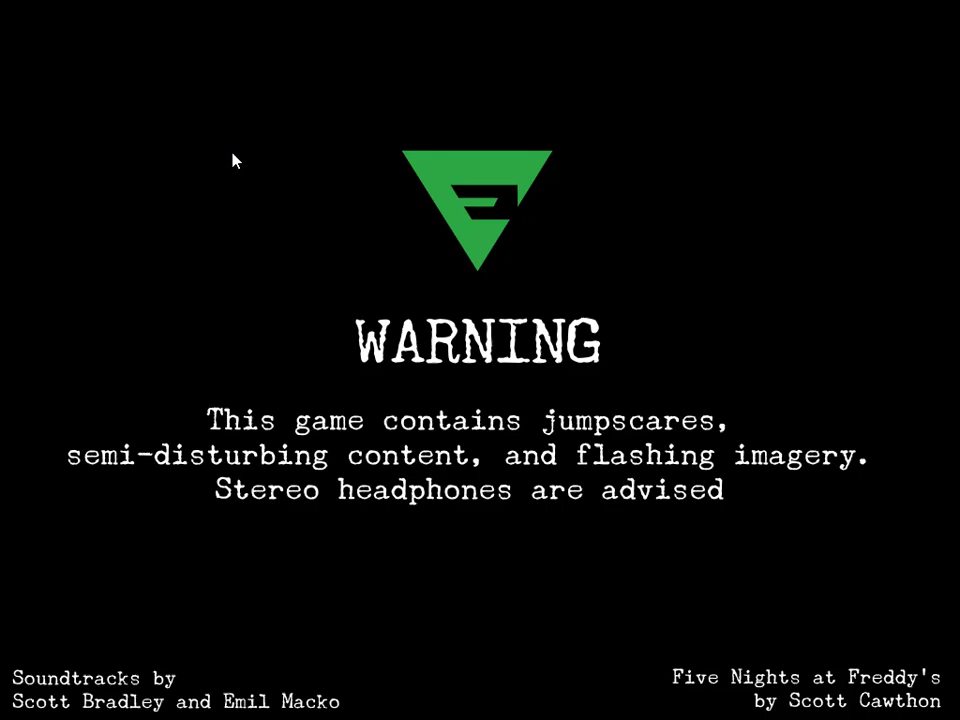 WARNING
This game contains jumpscares,
semi-disturbing content, and flashing imagery.
Stereo headphones are advised
Soundtracks by
Scott Bradley and Emil Macko
Five Nights at Freddy's
by Scott Cawthon